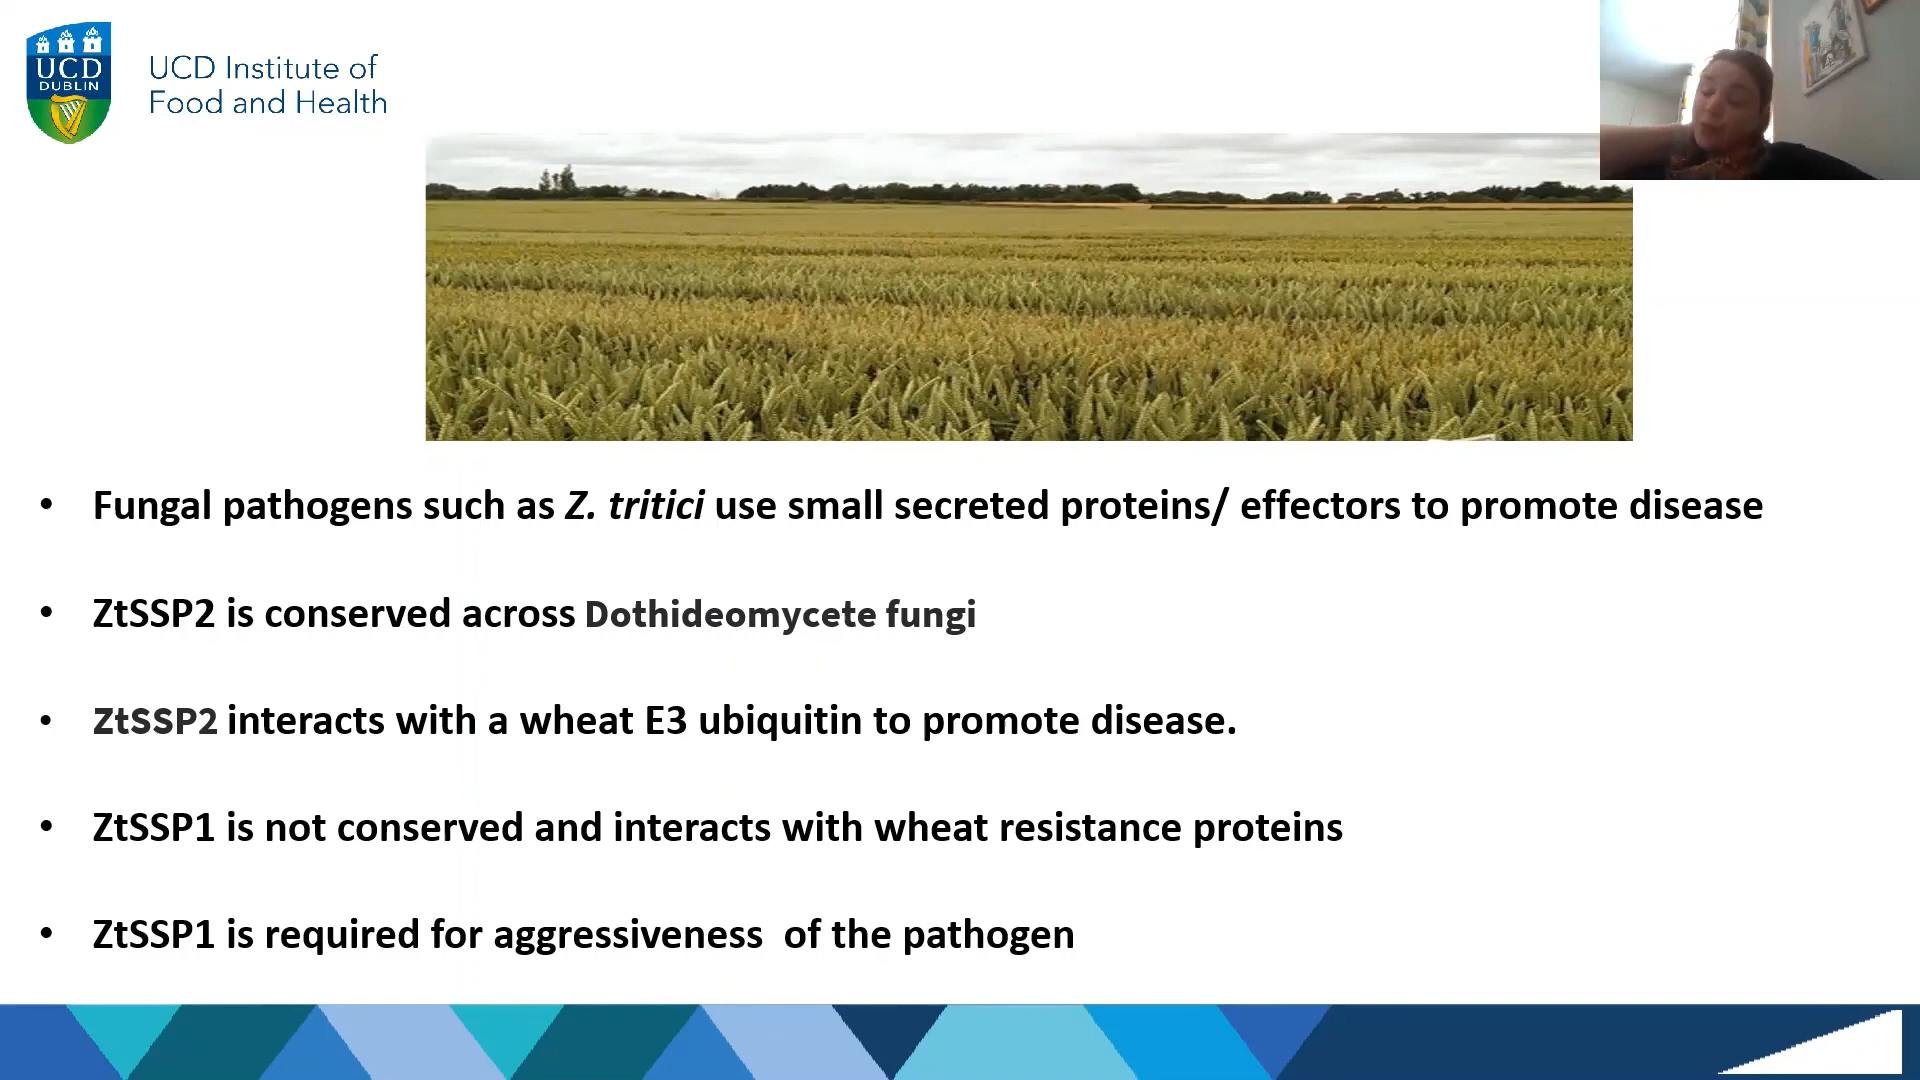 UCD
DUBLIN
UCD Institute of
Food and Health
• Fungal pathogens such as Z. tritici use small secreted proteins/ effectors to promote disease
• ZtSSP2 is conserved across Dothideomycete fungi
• ZtSSP2 interacts with a wheat E3 ubiquitin to promote disease.
• ZtSSP1 is not conserved and interacts with wheat resistance proteins
• ZtSSP1 is required for aggressiveness  of the pathogen